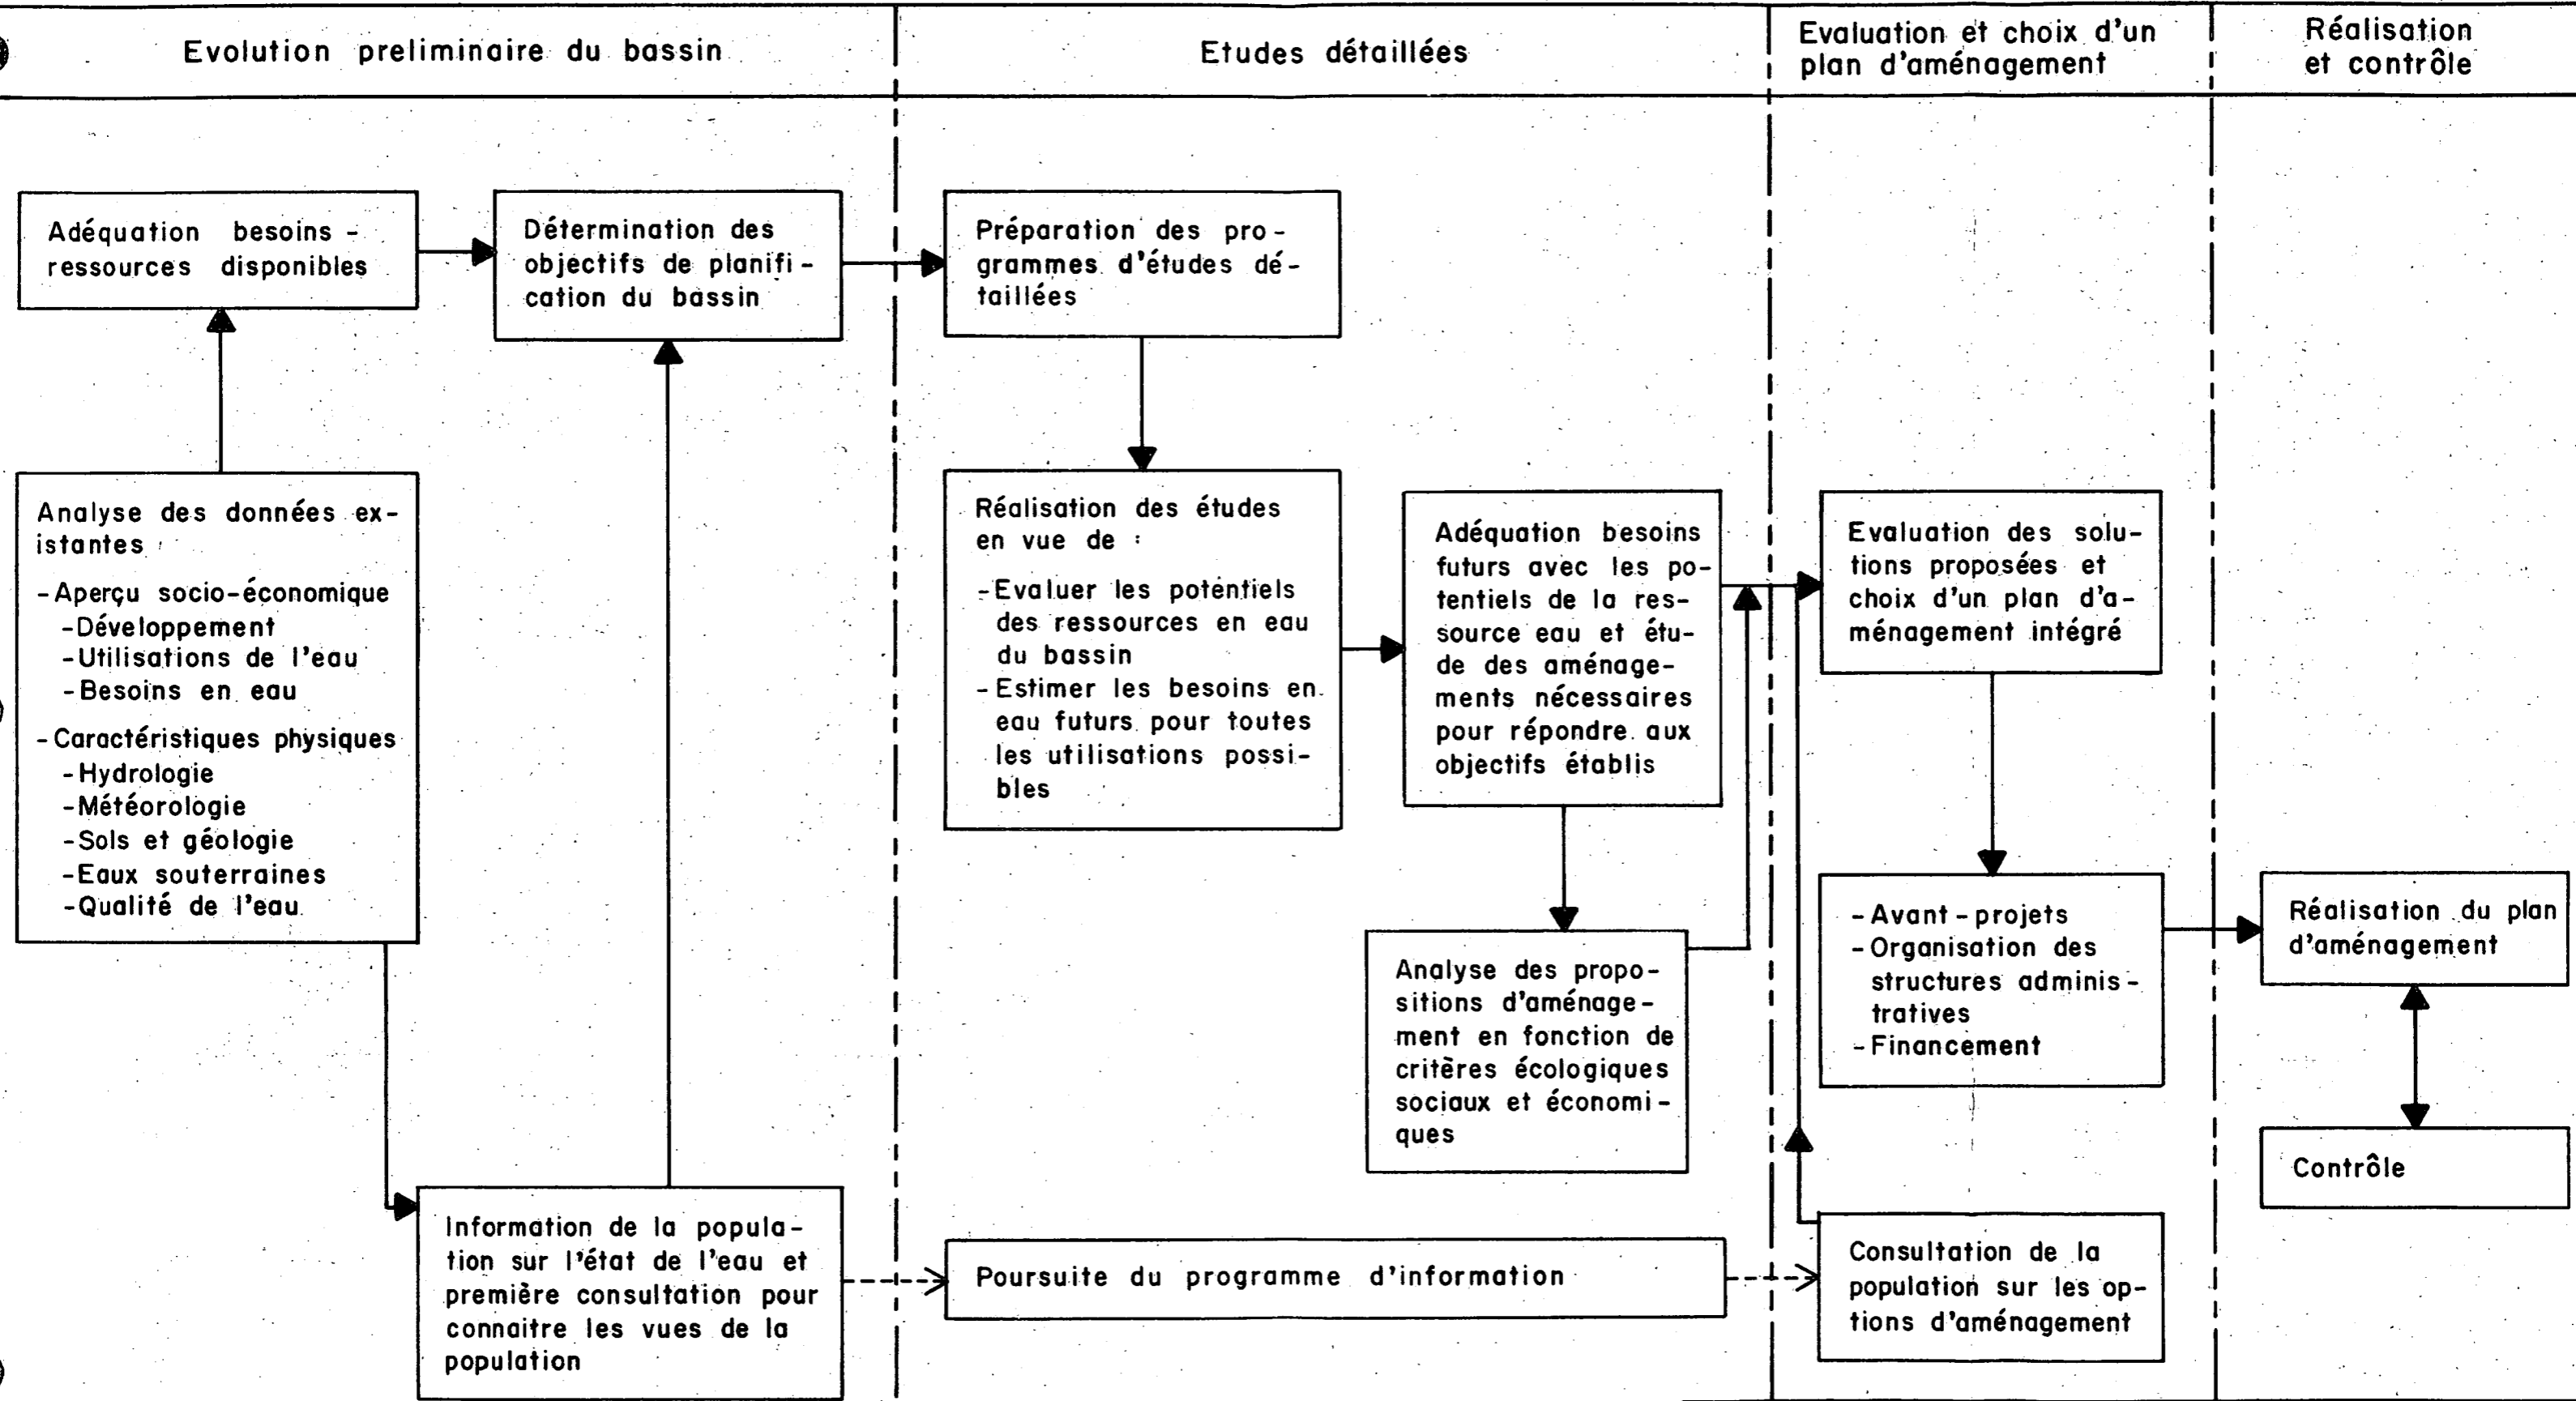 Evolution preliminaire du bassin
Etudes détaillées
Evaluation et choix d'un
plan d'aménagement
Réalisation
et contrôle
Adéquation besoins -
ressources disponibles
Détermination des
objectifs de planifi -
cation du bassin
Préparation des pro -
grammes d'études dé -
taillées
Analyse des données ex -
istantes
- Aperçu socio-économique
- Développement
- Utilisations de l'eau
- Besoins en eau
- Caractéristiques physiques
- Hydrologie
- Météorologie
- Sols et géologie
- Eaux souterraines
- Qualité de l'eau
Réalisation des études
en vue de :
- Evaluer les potentiels
des ressources en eau
du bassin
- Estimer les besoins en
eau futurs pour toutes
les utilisations possi-
bles
Adéquation besoins
futurs avec les po-
tentiels de la res-
source eau et étu-
de des aménage-
ments nécessaires
pour répondre aux
objectifs établis
Evaluation des solu-
tions proposées et
choix d'un plan d'a-
ménagement intégré
Analyse des propo-
sitions d'aménage -
ment en fonction de
critères écologiques
sociaux et économi -
ques
- Avant - projets
- Organisation des
structures adminis -
tratives
- Financement
Réalisation du plan
d'aménagement
Contrôle
Information de la popula -
tion sur l'état de l'eau et
première consultation pour
connaitre les vues de la
population
Poursuite du programme d'information
Consultation de la
population sur les op-
tions d'aménagement